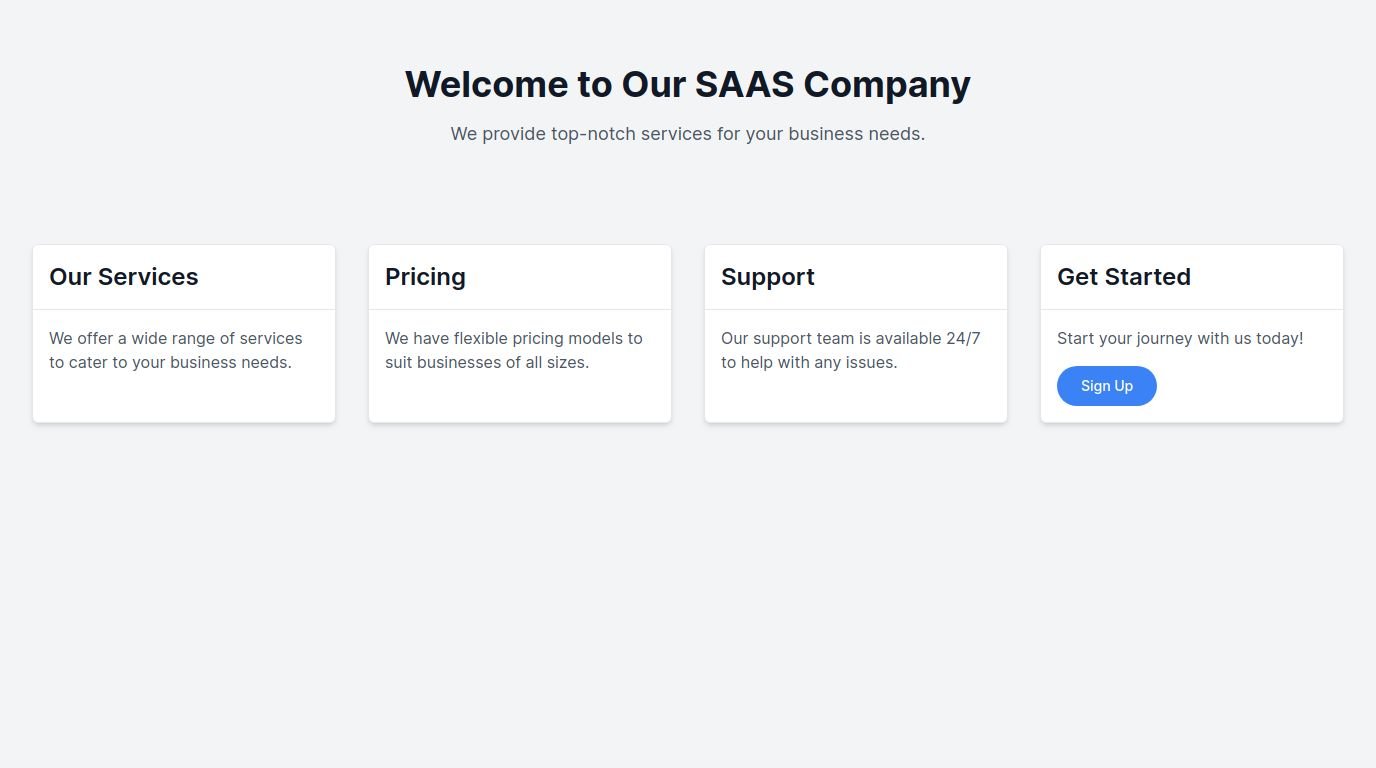 Welcome to Our SAAS Company
We provide top-notch services for your business needs.
Our Services
We offer a wide range of services
to cater to your business needs.
Pricing
We have flexible pricing models to
suit businesses of all sizes.
Support
Our support team is available 24/7
to help with any issues.
Get Started
Start your journey with us today!
Sign Up